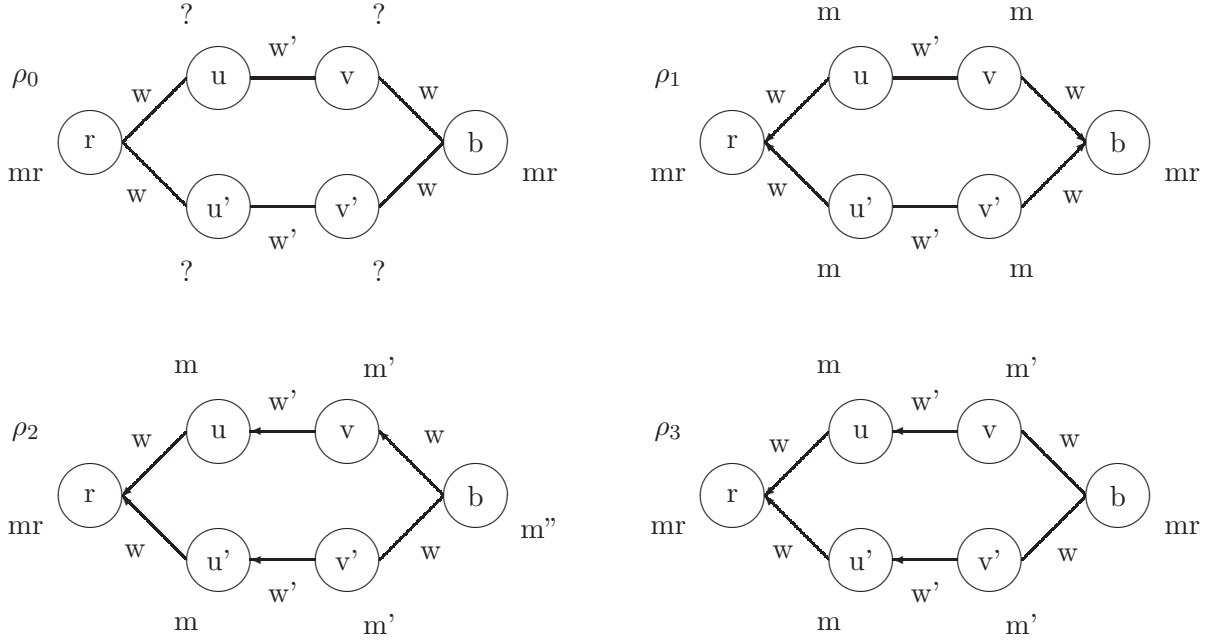 ? ? m m
w' w'
u v u v
ρ0 w w ρ1 w w
r b r b
mr w w mr mr w w mr
u' v' u' v'
w' w'
? ? m m
m m' m m'
w' w'
u v u v
ρ2 w w ρ3 w w
r b r b
mr w w m" mr w w mr
u' v' u' v'
w' w'
m m' m m'